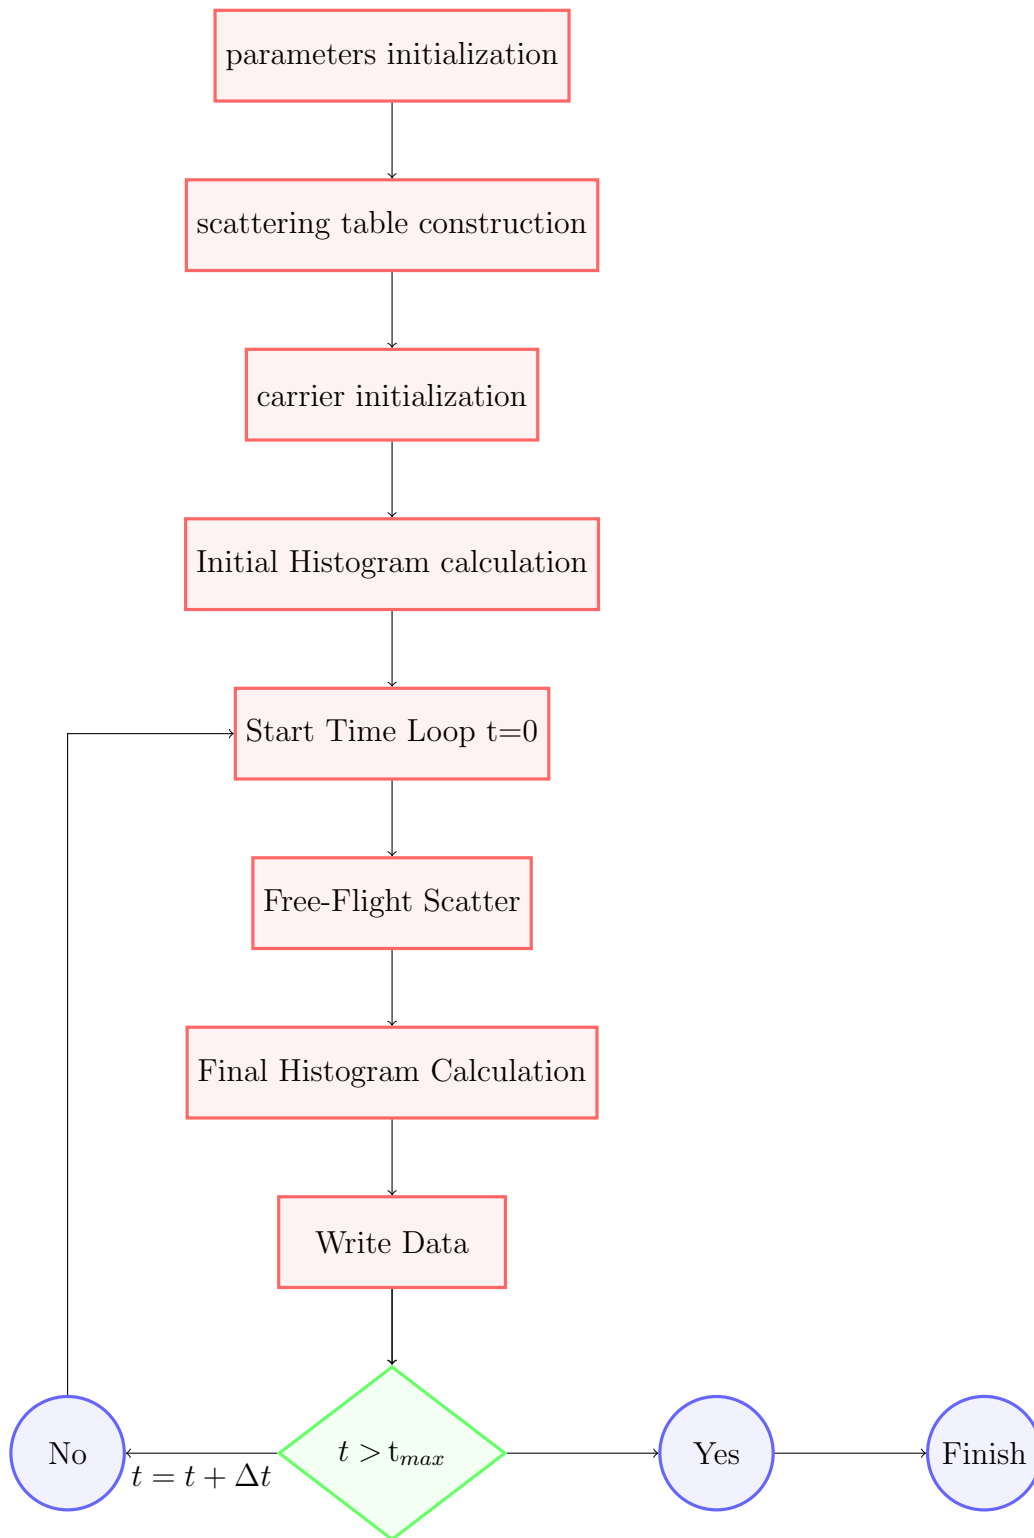 parameters initialization
scattering table construction
carrier initialization
Initial Histogram calculation
Start Time Loop t=0
Free-Flight Scatter
Final Histogram Calculation
Write Data
No
t = t + Δt
t > t_max
Yes
Finish